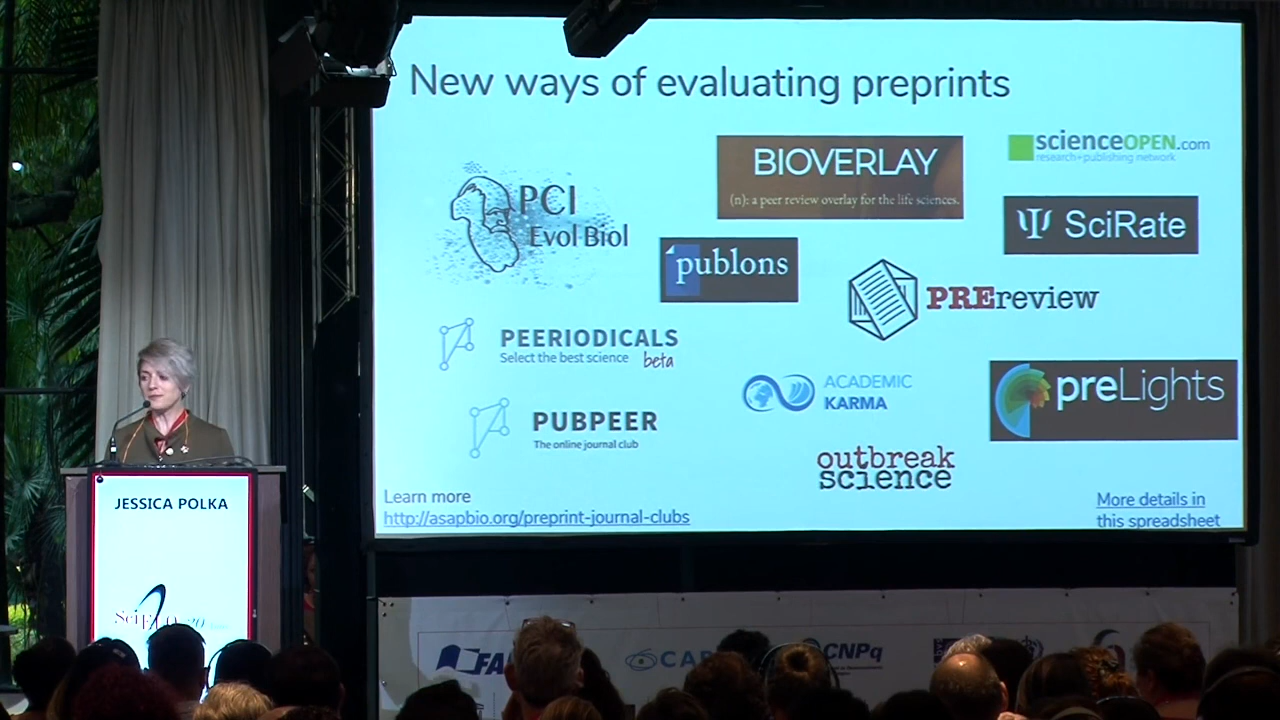 New ways of evaluating preprints
PCI
Evol Biol
BIOVERLAY
(n): a peer review overlay for the life sciences.
scienceOPEN.com
research+publishing network
SciRate
publons
PREreview
PEERIODICALS
Select the best science beta
ACADEMIC
KARMA
preLights
PUBPEER
The online journal club
outbreak
science
Learn more
http://asapbio.org/preprint-journal-clubs
More details in
this spreadsheet
JESSICA POLKA
SciELO 20
CNPq